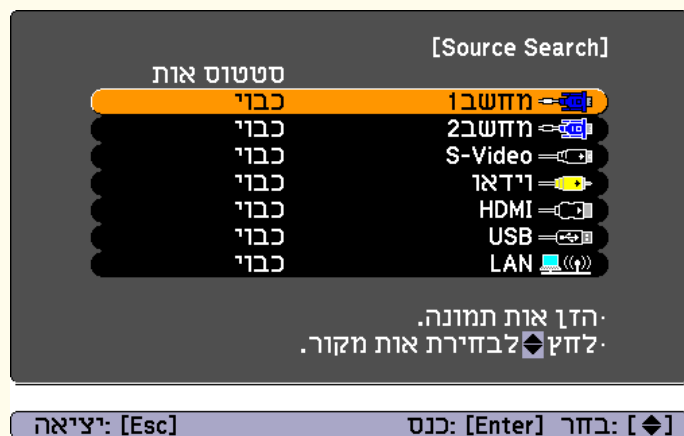 [Source Search]
סטטוס אות
מחשב1 כבוי
מחשב2 כבוי
S-Video כבוי
וידאו כבוי
HDMI כבוי
USB כבוי
LAN כבוי
·הזן אות תמונה.
·לחץ לבחירת אות מקור.
[] :בחר [Enter] :כנס [Esc] :יציאה